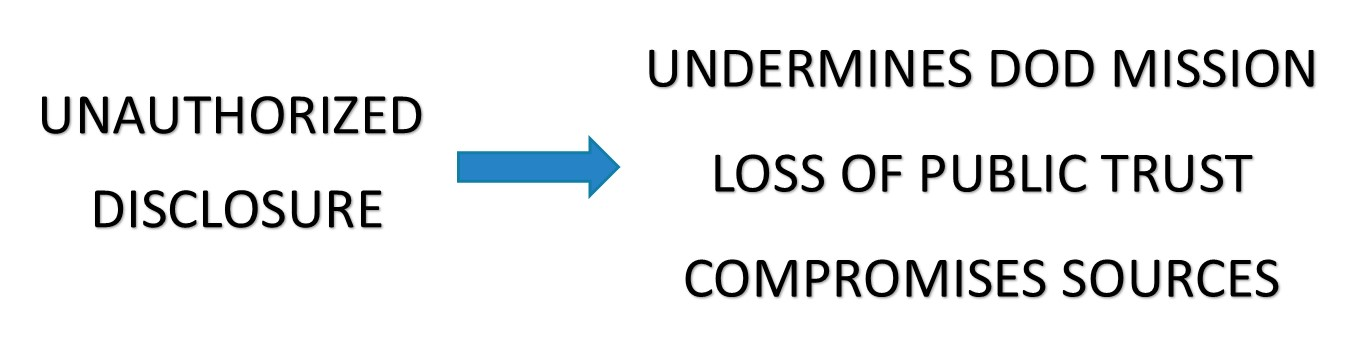 UNAUTHORIZED
DISCLOSURE
UNDERMINES DOD MISSION
LOSS OF PUBLIC TRUST
COMPROMISES SOURCES